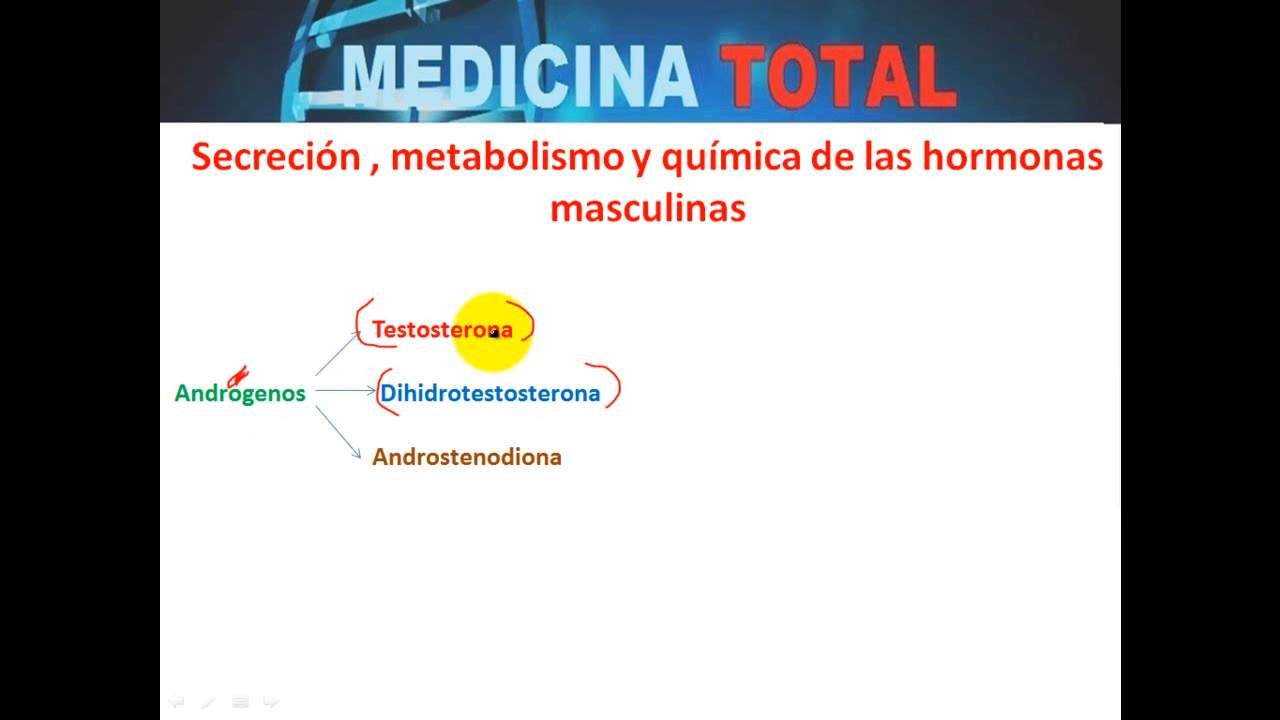 MEDICINA TOTAL
Secreción , metabolismo y química de las hormonas
masculinas
Testosterona
Andrógenos
Dihidrotestosterona
Androstenodiona